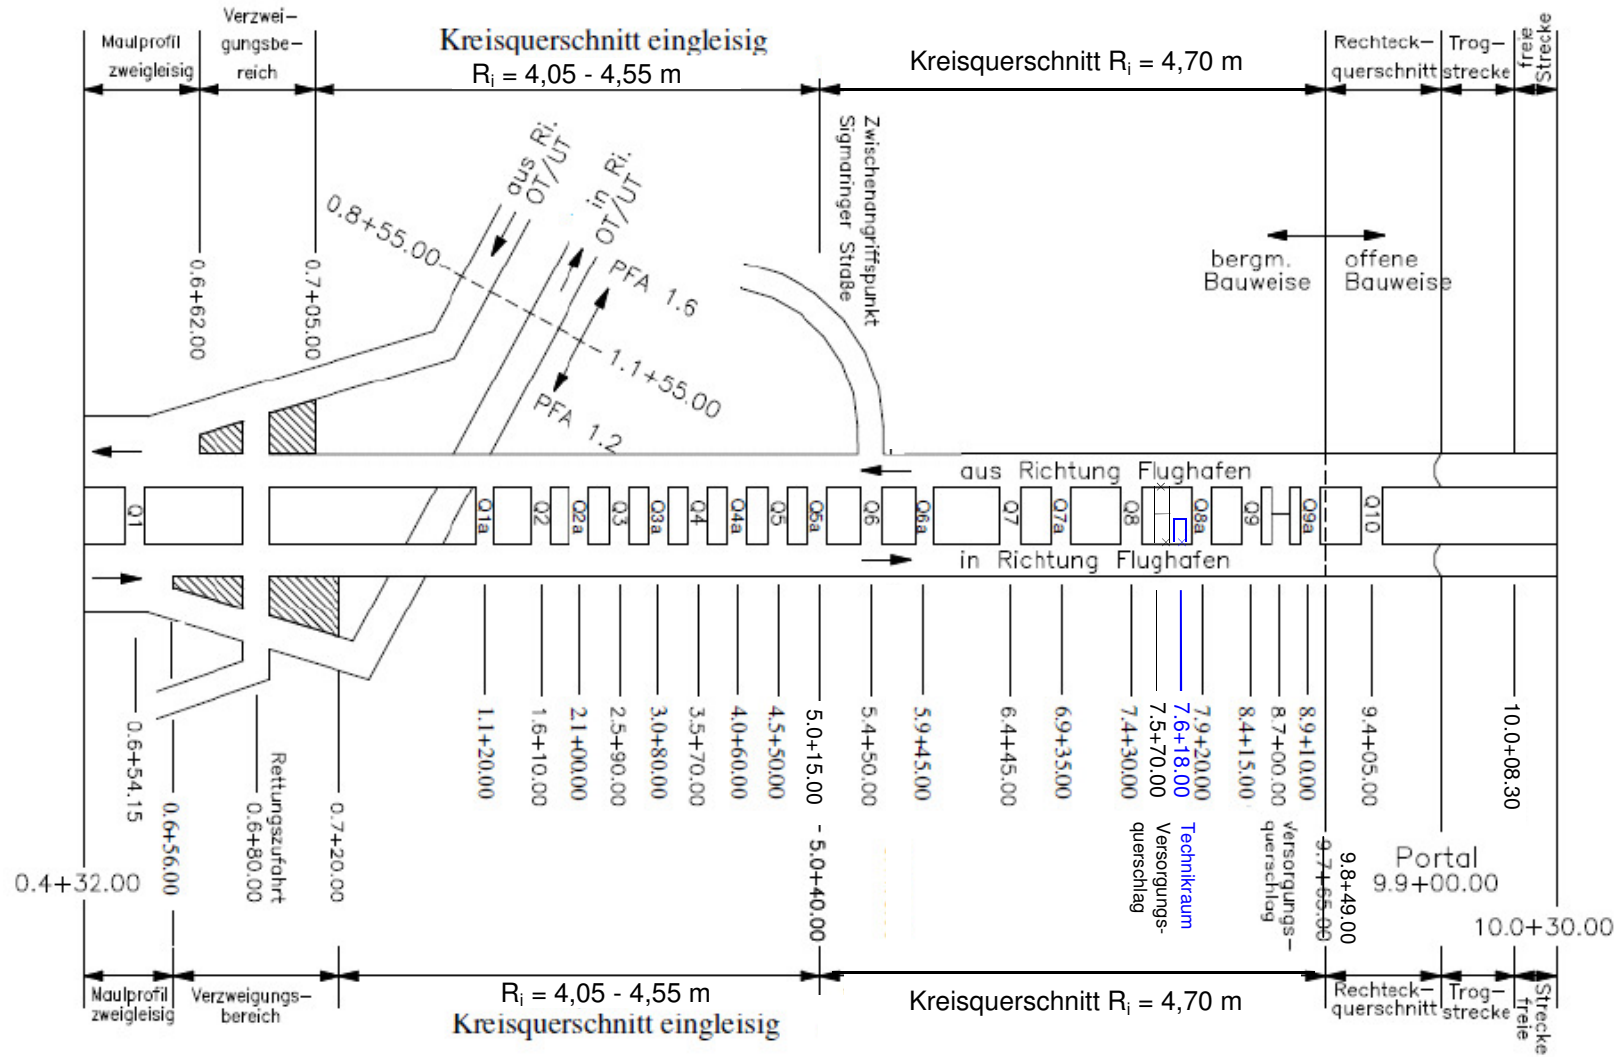 Maulprofil
zweigleisig
Verzwei-
gungsbe-
reich
Kreisquerschnitt eingleisig
Ri = 4,05 - 4,55 m
Kreisquerschnitt Ri = 4,70 m
Rechteck-
querschnitt
Trog-
strecke
freie
Strecke
0.6+62.00
0.7+05.00
0.8+55.00
aus Ri.
OT/UT
in Ri.
OT/UT
PFA 1.6
1.1+55.00
PFA 1.2
Zwischenangriffspunkt
Sigmaringer Straße
bergm.
Bauweise
offene
Bauweise
aus Richtung Flughafen
Q1
Q1a
Q2
Q2a
Q3
Q3a
Q4
Q4a
Q5
Q5a
Q6
Q6a
Q7
Q7a
Q8
Q8a
Q9
Q9a
Q10
in Richtung Flughafen
0.6+54.15
0.6+56.00
0.6+80.00
Rettungszufahrt
0.7+20.00
1.1+20.00
1.6+10.00
2.1+00.00
2.5+90.00
3.0+80.00
3.5+70.00
4.0+60.00
4.5+50.00
5.0+15.00 - 5.0+40.00
5.4+50.00
5.9+45.00
6.4+45.00
6.9+35.00
7.4+30.00
7.5+70.00
Versorgungs-
querschlag
7.6+18.00
Technikraum
7.9+20.00
8.4+15.00
8.7+00.00
Versorgungs-
querschlag
8.9+10.00
9.7+65.00
9.8+49.00
9.4+05.00
10.0+08.30
0.4+32.00
Portal
9.9+00.00
10.0+30.00
Maulprofil
zweigleisig
Verzweigungs-
bereich
Ri = 4,05 - 4,55 m
Kreisquerschnitt eingleisig
Kreisquerschnitt Ri = 4,70 m
Rechteck-
querschnitt
Trog-
strecke
freie
Strecke